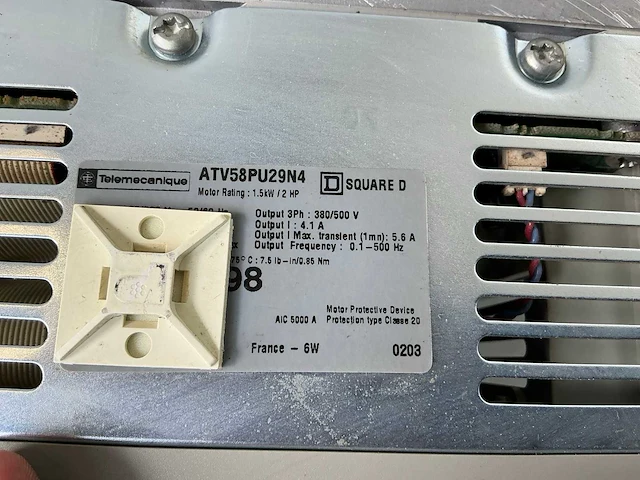 Telemecanique ATV58PU29N4 SQUARE D
Motor Rating : 1.5kW / 2 HP
Output 3Ph : 380/500 V
Output I : 4.1 A
Output I Max. transient (1mn): 5.6 A
Output Frequency : 0.1-500 Hz
75° C : 7.5 lb-in/0.85 Nm
98
Motor Protective Device
AIC 5000 A Protection type Classe 20
France - 6W 0203